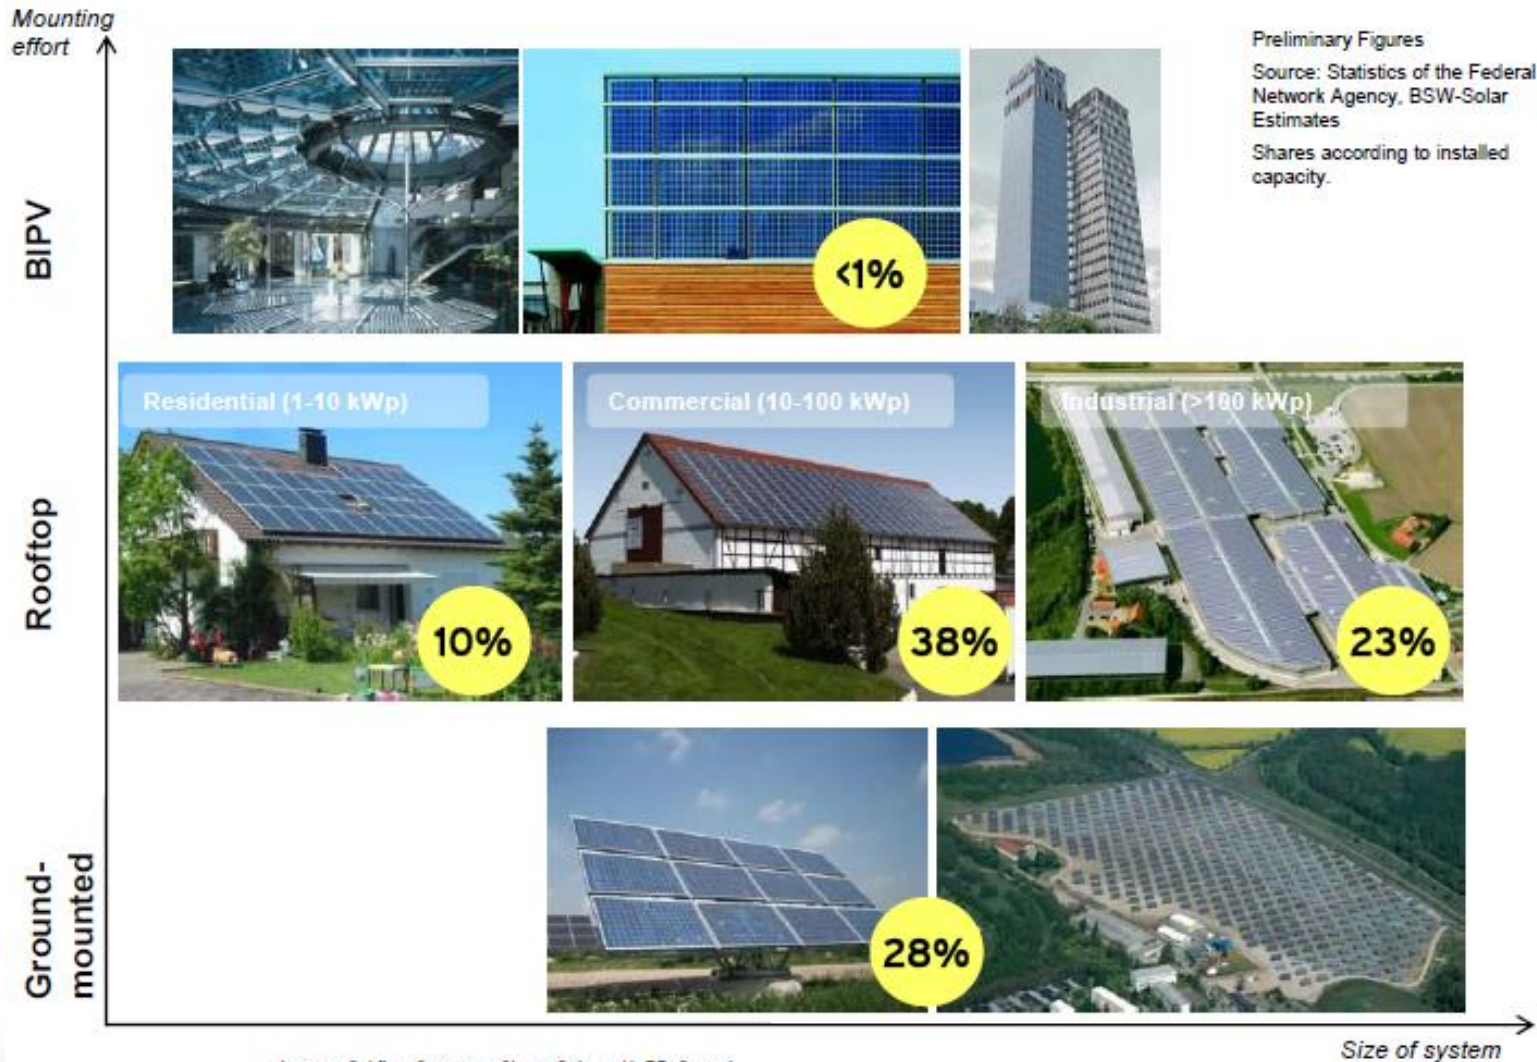 Mounting
effort
Preliminary Figures
Source: Statistics of the Federal
Network Agency, BSW-Solar
Estimates
Shares according to installed
capacity.
BIPV
<1%
Rooftop
Residential (1-10 kWp)
Commercial (10-100 kWp)
Industrial (>100 kWp)
10%
38%
23%
Ground-
mounted
28%
Size of system